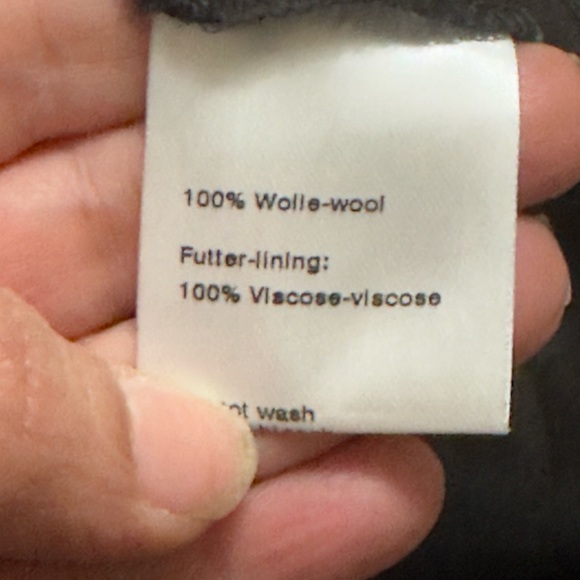 100% Wolle-wool
Futter-lining:
100% Viscose-viscose
wash